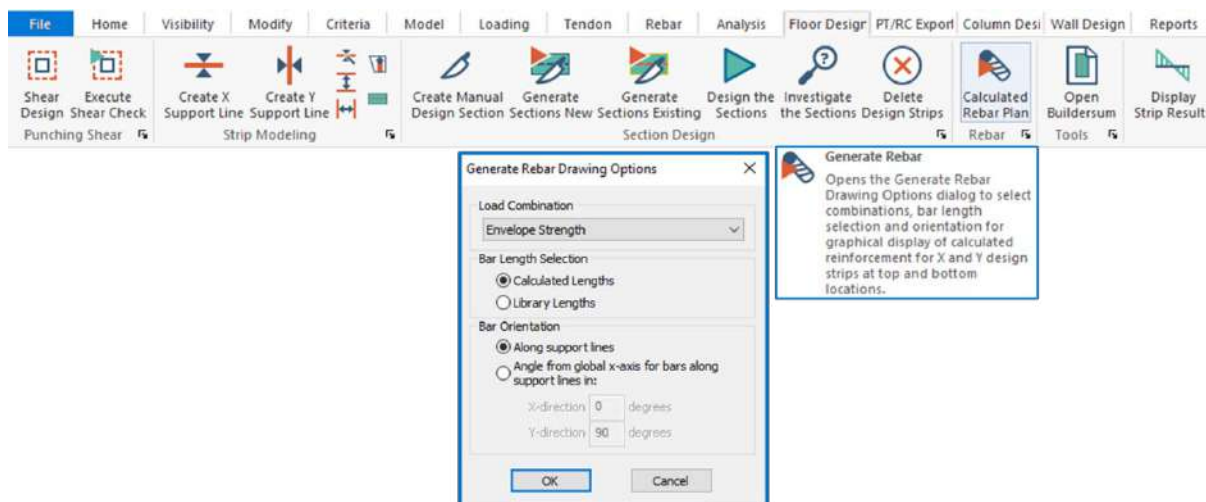 File Home Visibility Modify Criteria Model Loading Tendon Rebar Analysis Floor Design PT/RC Export Column Desi Wall Design Reports
Shear Design
Execute Shear Check
Create X Support Line
Create Y Support Line
Create Manual Design Section
Generate Sections New
Generate Sections Existing
Design the Sections
Investigate the Sections
Delete Design Strips
Calculated Rebar Plan
Open Buildersum
Display Strip Result
Punching Shear
Strip Modeling
Section Design
Rebar
Tools
Generate Rebar Drawing Options
Load Combination
Envelope Strength
Bar Length Selection
Calculated Lengths
Library Lengths
Bar Orientation
Along support lines
Angle from global x-axis for bars along
support lines in:
X-direction 0 degrees
Y-direction 90 degrees
OK Cancel
Generate Rebar
Opens the Generate Rebar
Drawing Options dialog to select
combinations, bar length
selection and orientation for
graphical display of calculated
reinforcement for X and Y design
strips at top and bottom
locations.